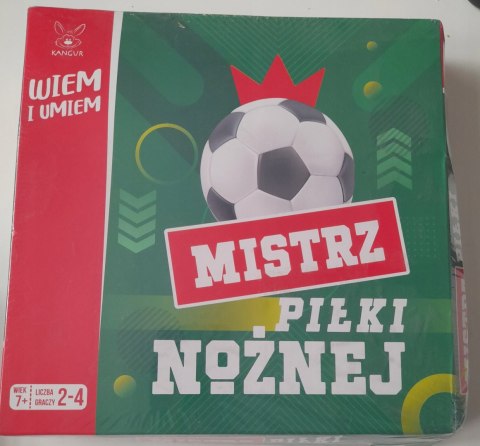 KANGUR
WIEM
I UMIEM
MISTRZ
PIŁKI
NOŻNEJ
WIEK
7+
LICZBA
GRACZY
2-4